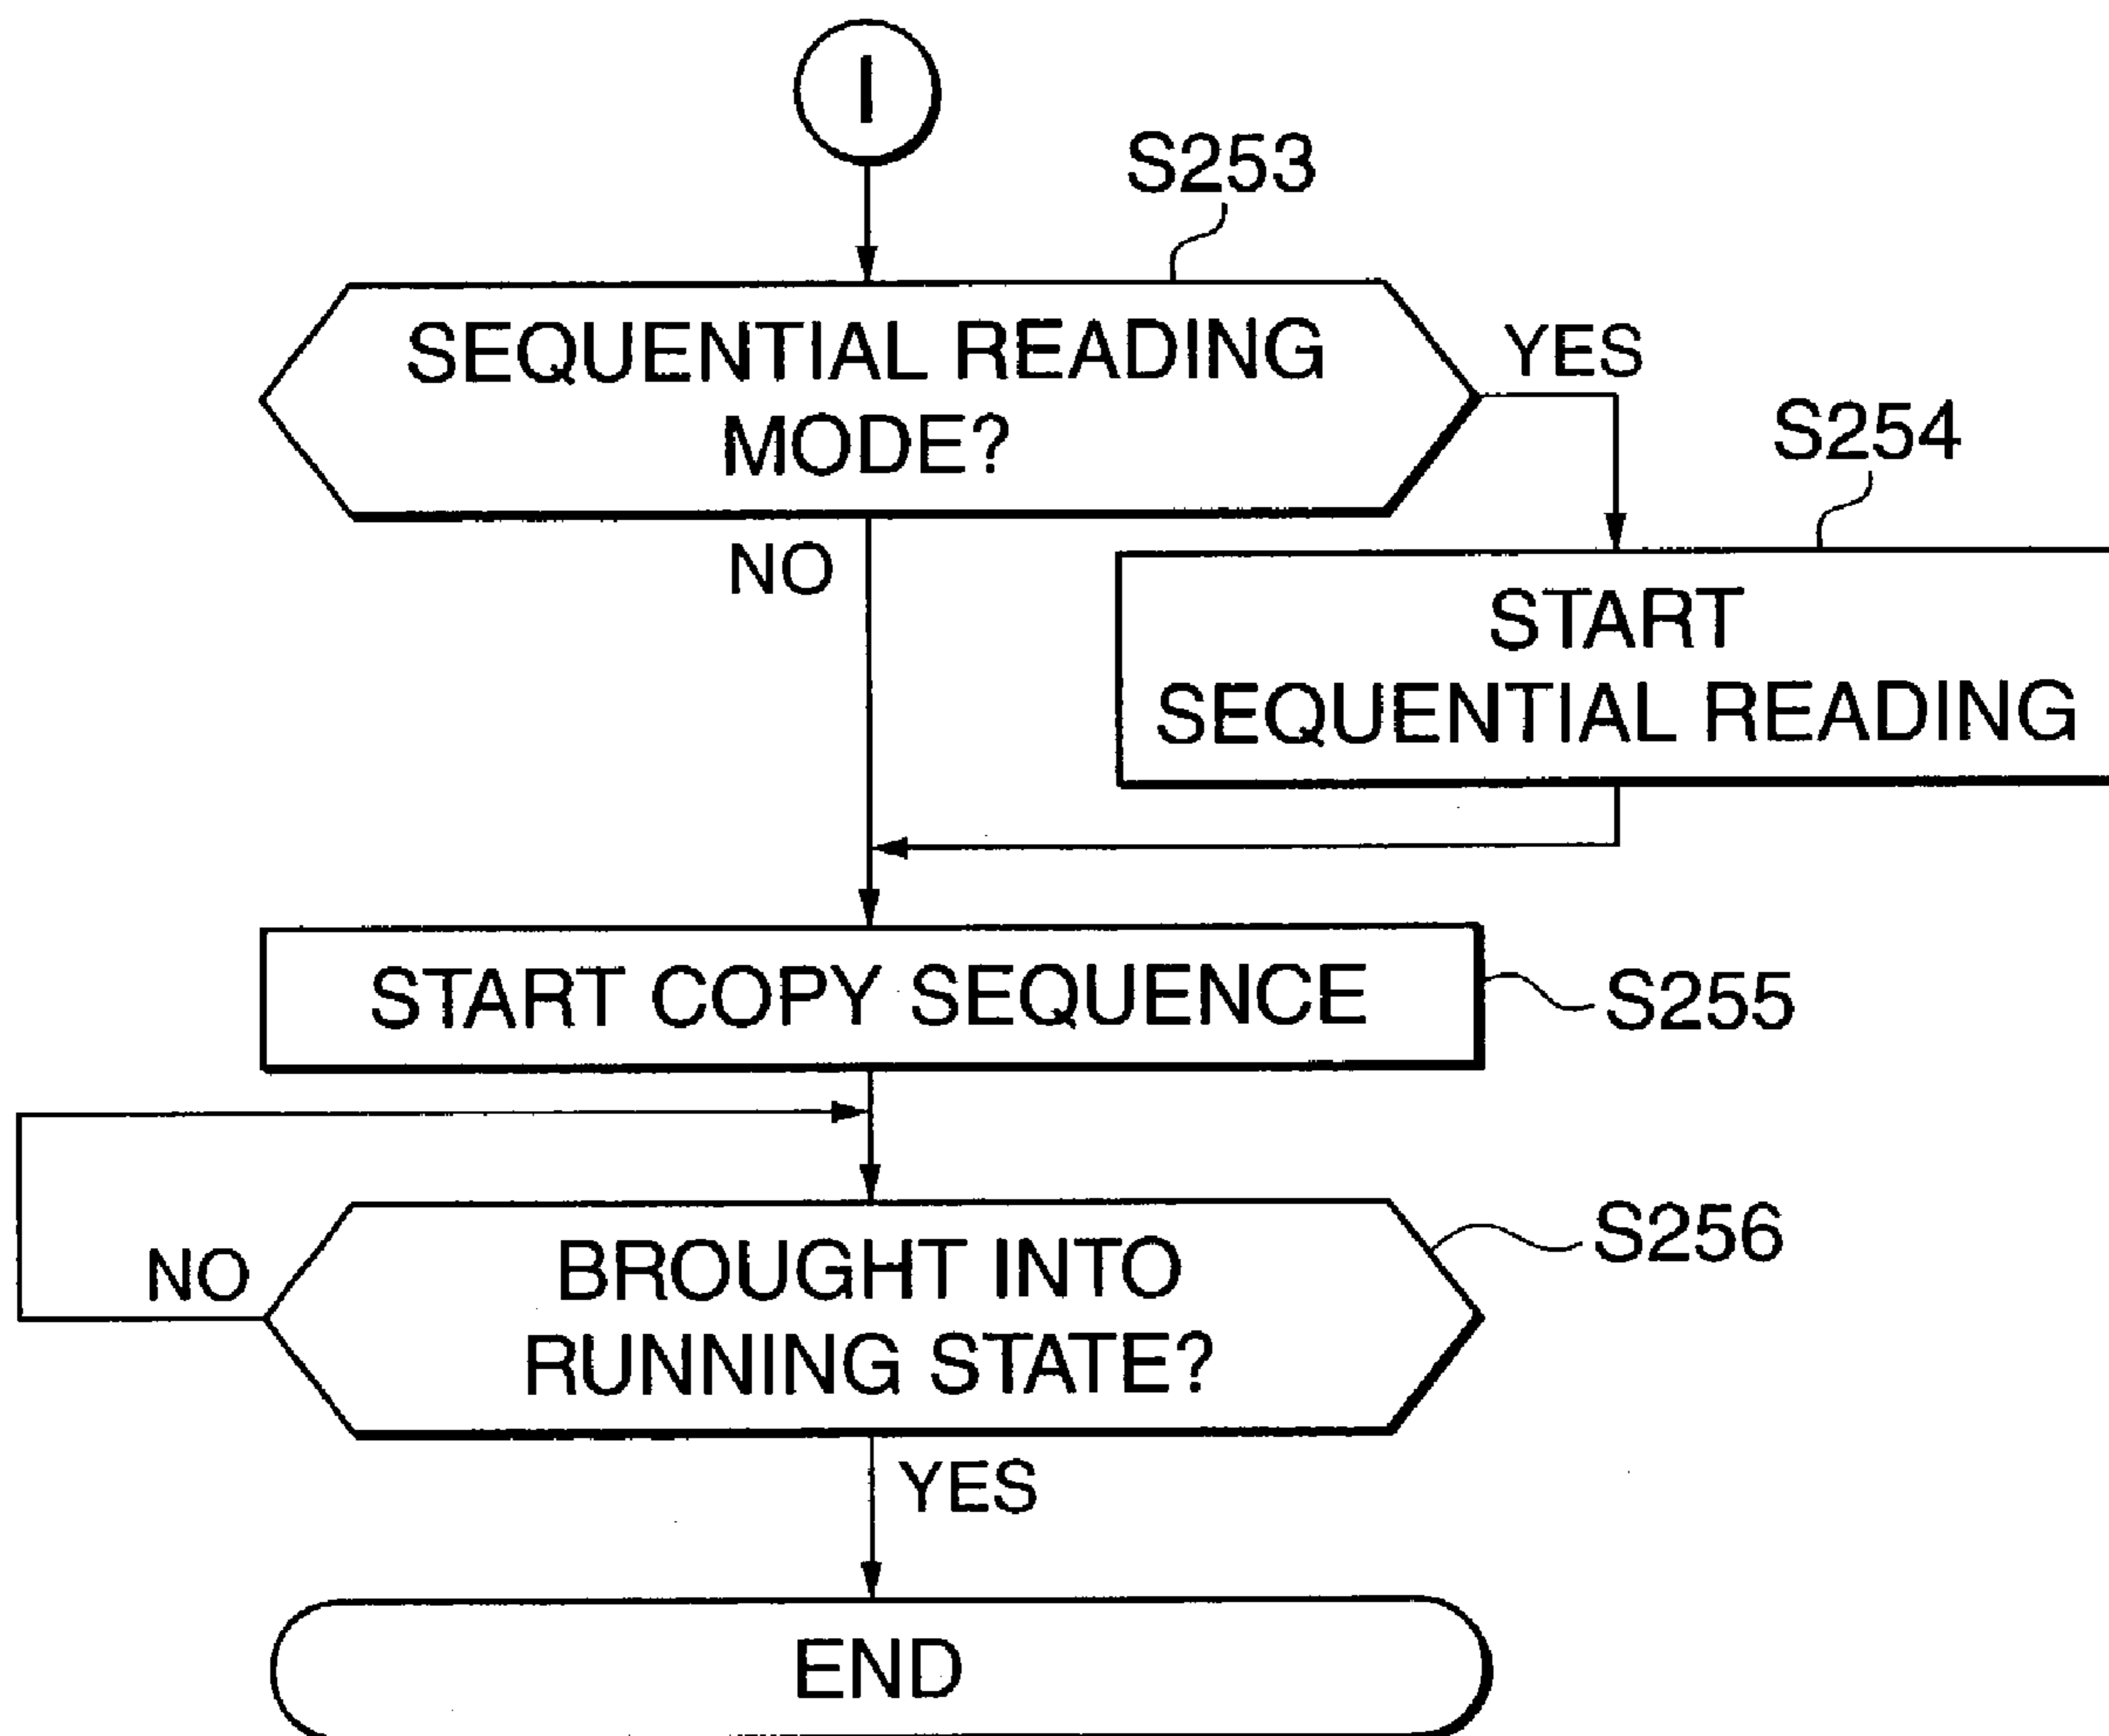 I
S253
SEQUENTIAL READING
MODE?
YES
S254
NO
START
SEQUENTIAL READING
START COPY SEQUENCE
S255
S256
BROUGHT INTO
RUNNING STATE?
NO
YES
END